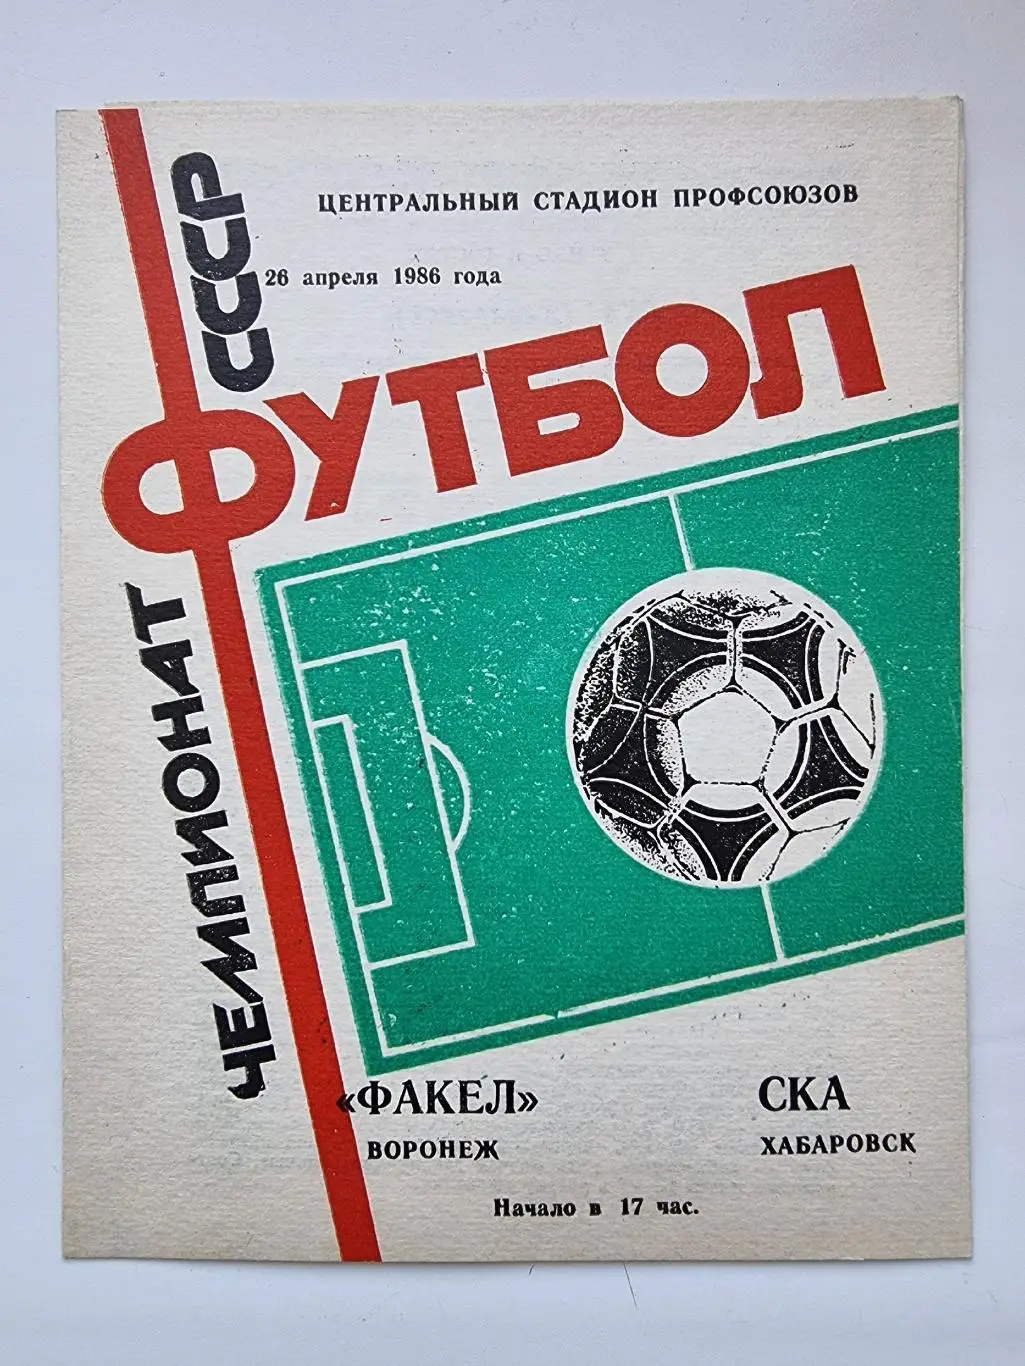 ЦЕНТРАЛЬНЫЙ СТАДИОН ПРОФСОЮЗОВ
26 апреля 1986 года
ЧЕМПИОНАТ СССР
ФУТБОЛ
«ФАКЕЛ»
ВОРОНЕЖ
СКА
ХАБАРОВСК
Начало в 17 час.